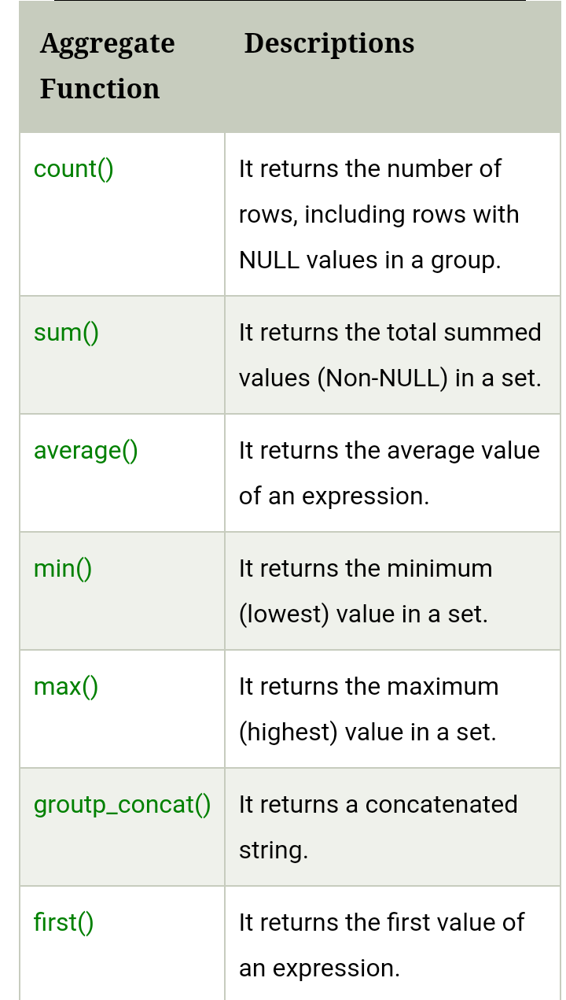 Aggregate Descriptions
Function
count() It returns the number of
rows, including rows with
NULL values in a group.
sum() It returns the total summed
values (Non-NULL) in a set.
average() It returns the average value
of an expression.
min() It returns the minimum
(lowest) value in a set.
max() It returns the maximum
(highest) value in a set.
groutp_concat() It returns a concatenated
string.
first() It returns the first value of
an expression.